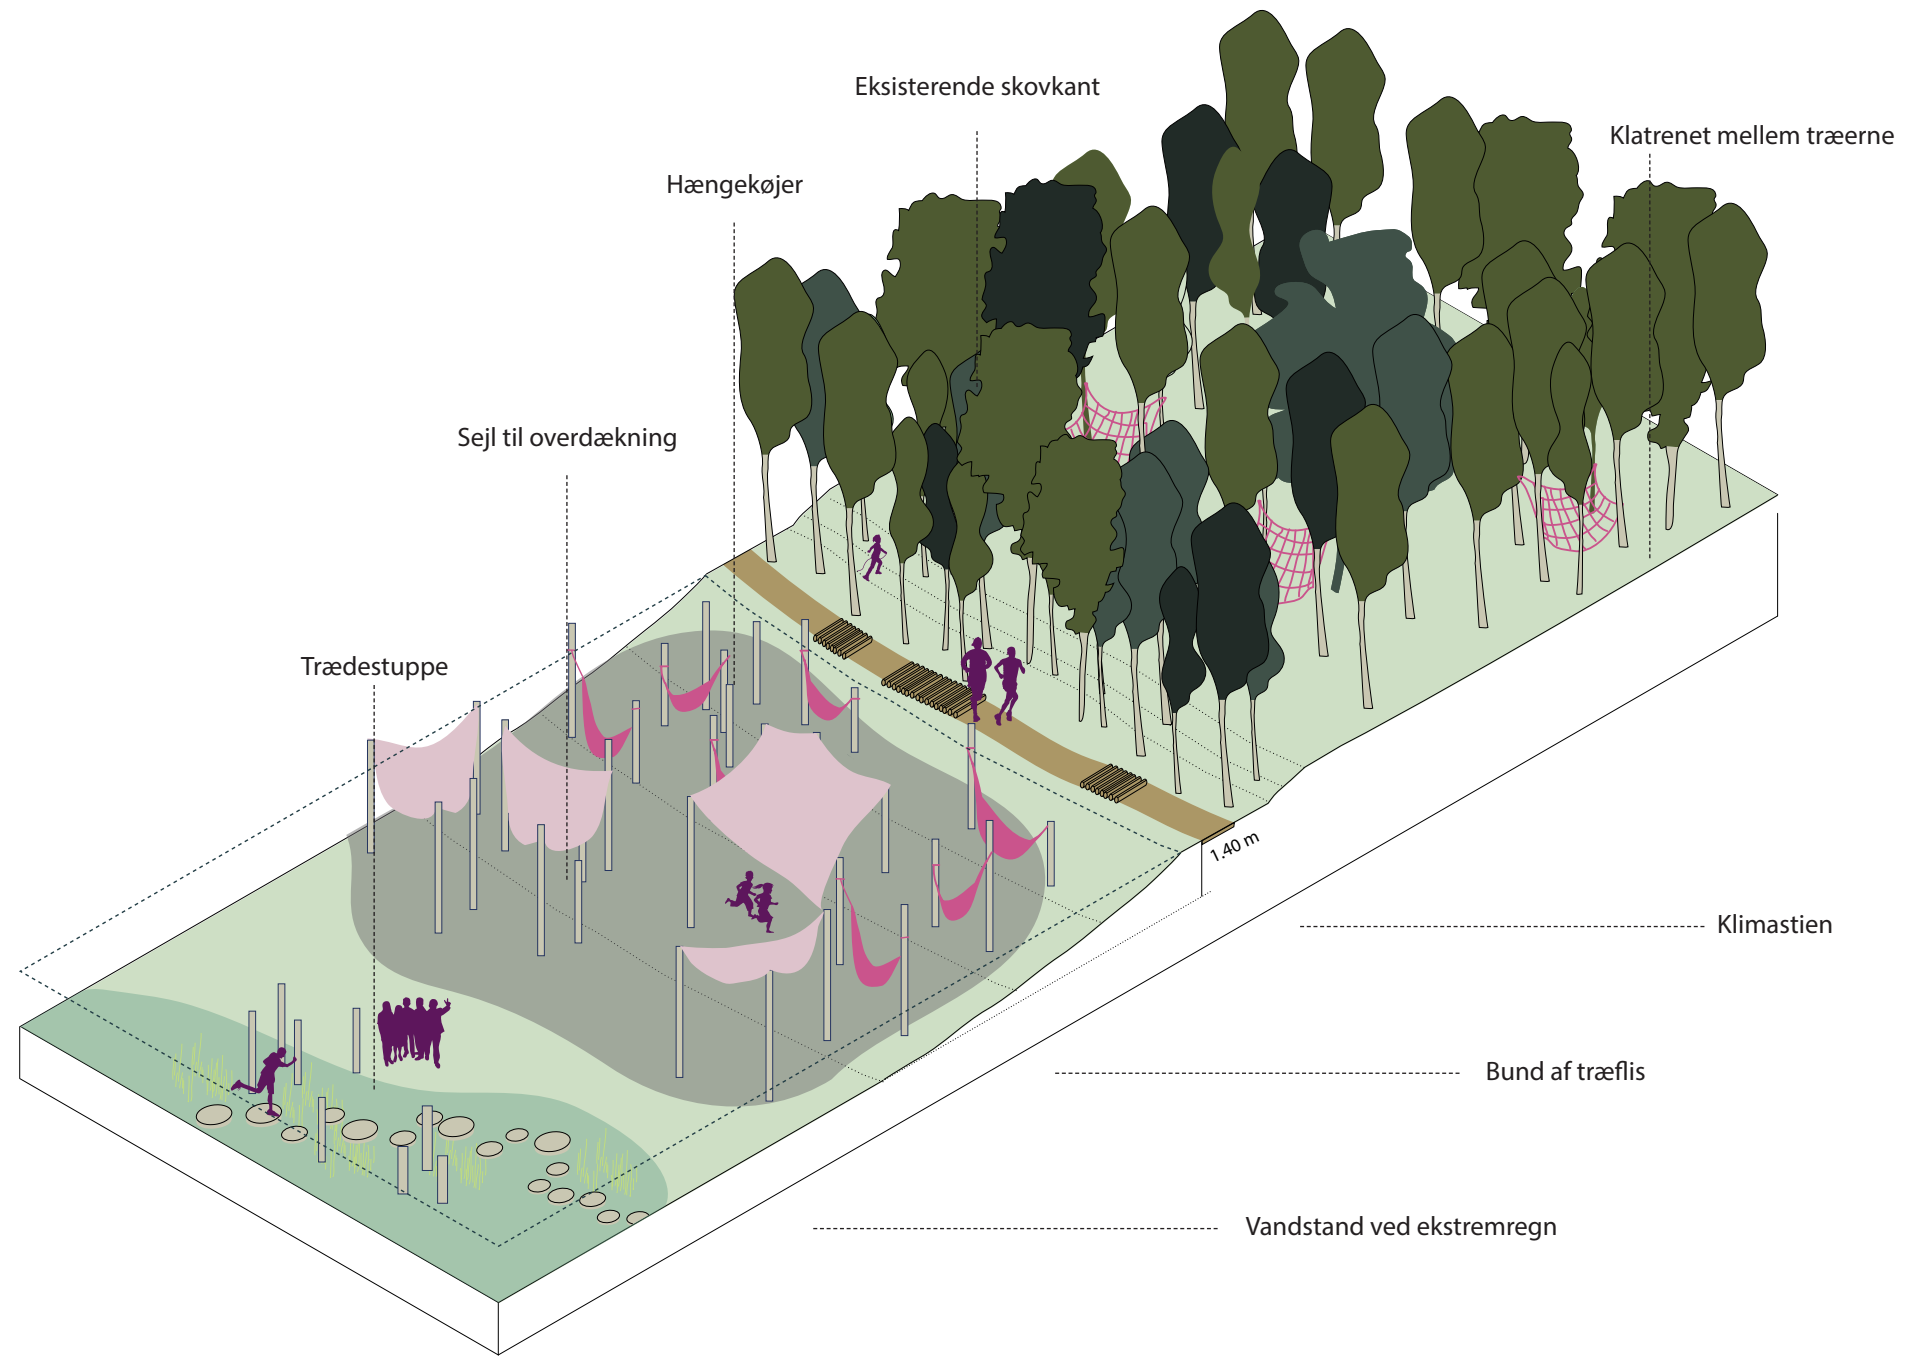 Eksisterende skovkant
Klatrenet mellem træerne
Hængekøjer
Sejl til overdækning
Trædestuppe
1.40 m
Klimastien
Bund af træflis
Vandstand ved ekstremregn